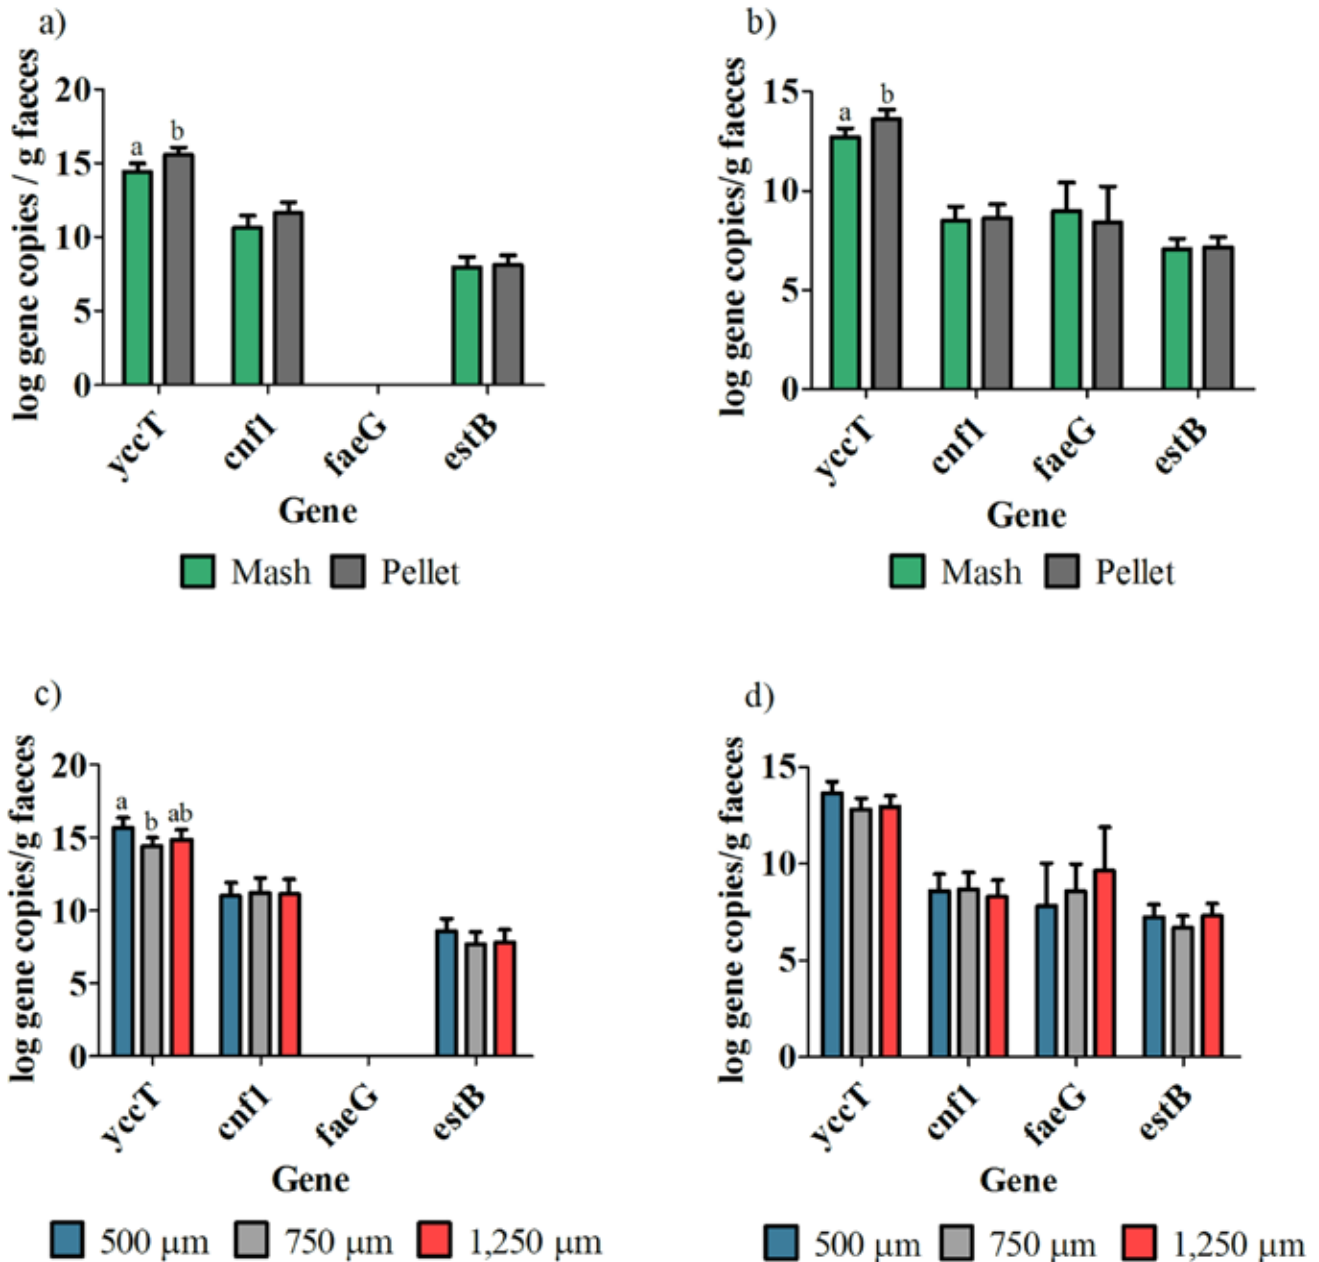 a)
log gene copies / g faeces
20
15
10
5
0
a
b
yccT
cnf1
faeG
estB
Gene
Mash Pellet
b)
log gene copies/g faeces
15
10
5
0
a
b
yccT
cnf1
faeG
estB
Gene
Mash Pellet
c)
log gene copies/g faeces
20
15
10
5
0
a
b
ab
yccT
cnf1
faeG
estB
Gene
500 μm 750 μm 1,250 μm
d)
log gene copies/g faeces
15
10
5
0
yccT
cnf1
faeG
estB
Gene
500 μm 750 μm 1,250 μm